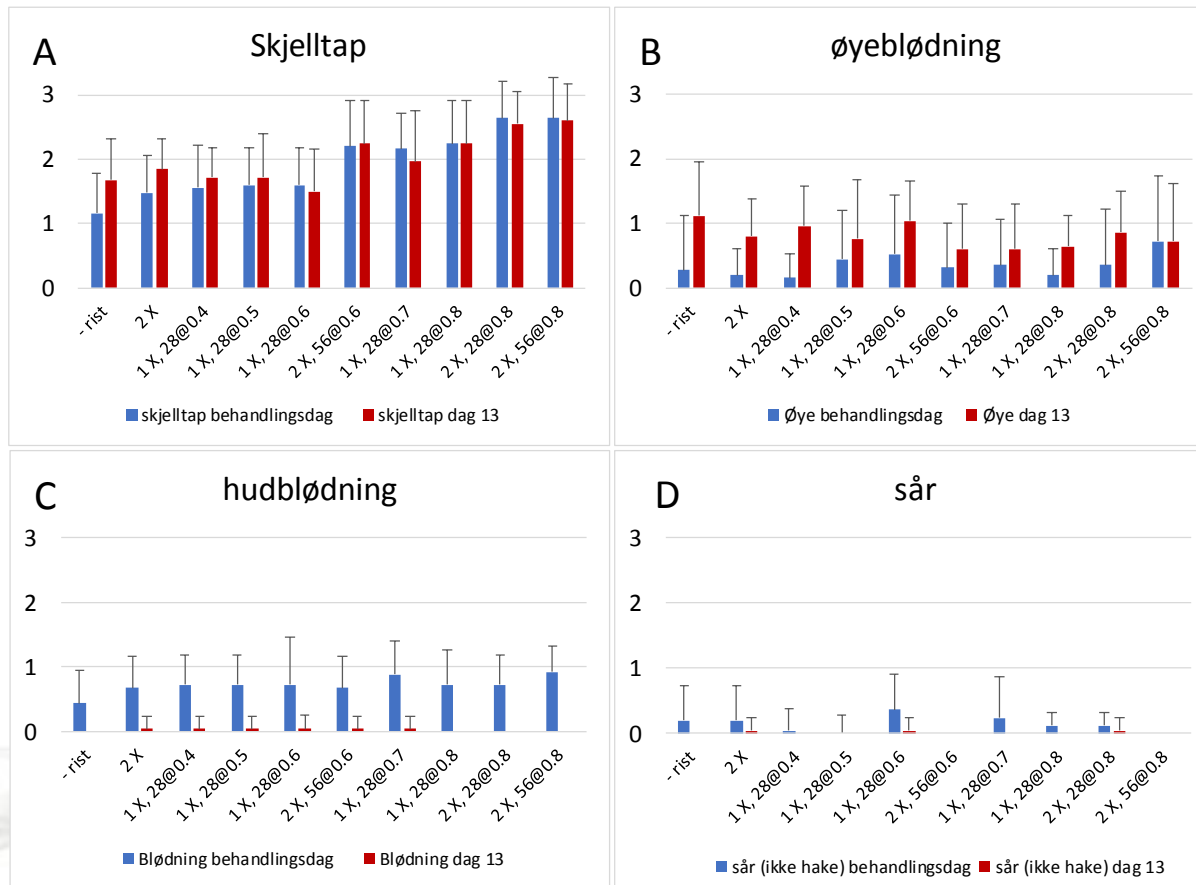 A
Skjelltap
3
2
1
0
- rist
2 X
1 X, 28@0.4
1 X, 28@0.5
1 X, 28@0.6
2 X, 56@0.6
1 X, 28@0.7
1 X, 28@0.8
2 X, 28@0.8
2 X, 56@0.8
skjelltap behandlingsdag skjelltap dag 13
B
øyeblødning
3
2
1
0
- rist
2 X
1 X, 28@0.4
1 X, 28@0.5
1 X, 28@0.6
2 X, 56@0.6
1 X, 28@0.7
1 X, 28@0.8
2 X, 28@0.8
2 X, 56@0.8
Øye behandlingsdag Øye dag 13
C
hudblødning
3
2
1
0
- rist
2 X
1 X, 28@0.4
1 X, 28@0.5
1 X, 28@0.6
2 X, 56@0.6
1 X, 28@0.7
1 X, 28@0.8
2 X, 28@0.8
2 X, 56@0.8
Blødning behandlingsdag Blødning dag 13
D
sår
3
2
1
0
- rist
2 X
1 X, 28@0.4
1 X, 28@0.5
1 X, 28@0.6
2 X, 56@0.6
1 X, 28@0.7
1 X, 28@0.8
2 X, 28@0.8
2 X, 56@0.8
sår (ikke hake) behandlingsdag sår (ikke hake) dag 13